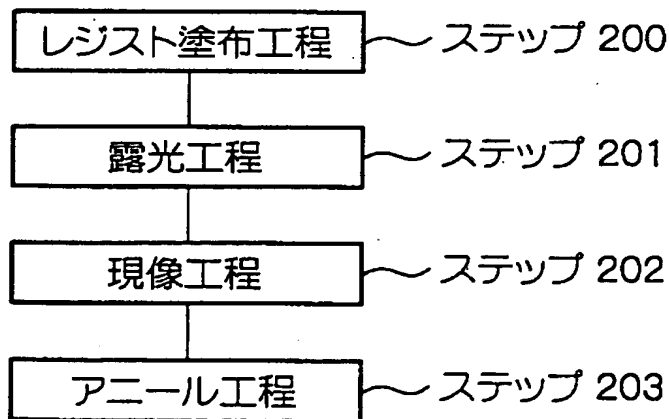 レジスト塗布工程 ステップ 200
露光工程 ステップ 201
現像工程 ステップ 202
アニール工程 ステップ 203